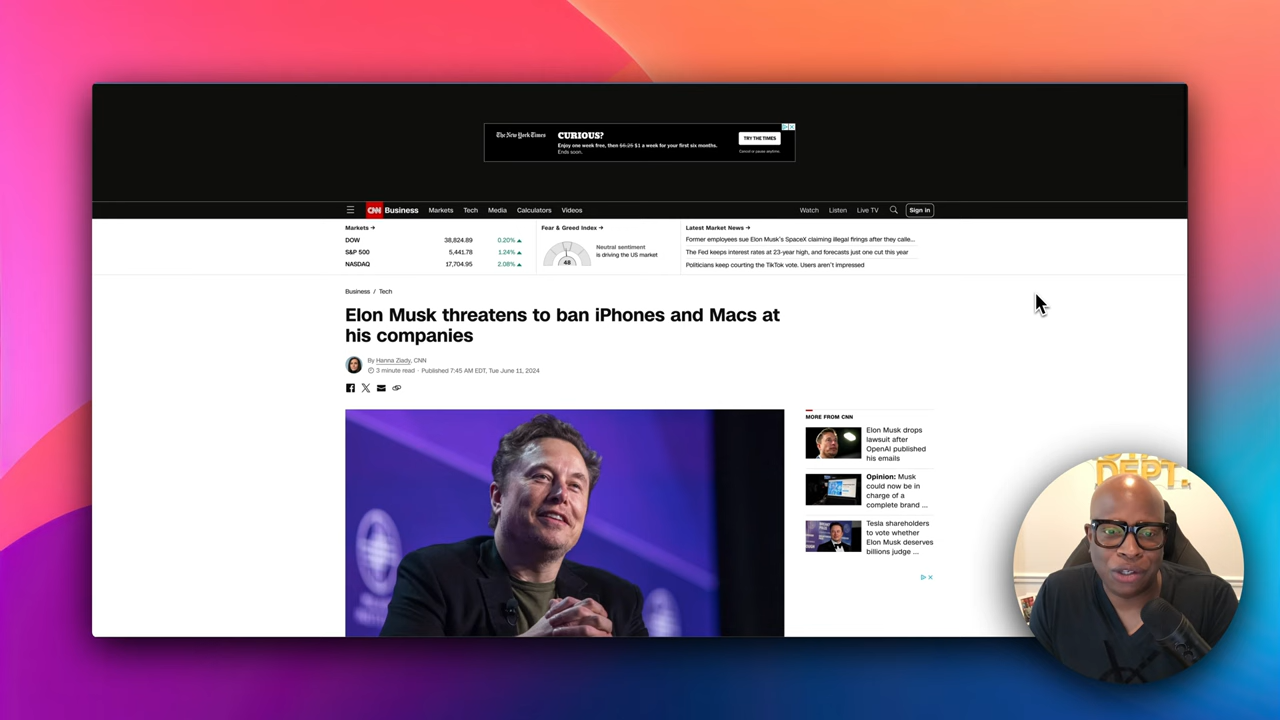 The New York Times
CURIOUS?
Enjoy one week free, then $6.25 $1 a week for your first six months.
Ends soon.
TRY THE TIMES
Cancel or pause anytime.
CNN Business Markets Tech Media Calculators Videos Watch Listen Live TV Sign in
Markets →
DOW 38,824.89 0.20%
S&P 500 5,441.78 1.24%
NASDAQ 17,704.95 2.08%
Fear & Greed Index →
48
Neutral sentiment
is driving the US market
Latest Market News →
Former employees sue Elon Musk's SpaceX claiming illegal firings after they calle...
The Fed keeps interest rates at 23-year high, and forecasts just one cut this year
Politicians keep courting the TikTok vote. Users aren't impressed
Business / Tech
Elon Musk threatens to ban iPhones and Macs at
his companies
By Hanna Ziady, CNN
3 minute read · Published 7:45 AM EDT, Tue June 11, 2024
MORE FROM CNN
Elon Musk drops
lawsuit after
OpenAI published
his emails
Opinion: Musk
could now be in
charge of a
complete brand ...
Tesla shareholders
to vote whether
Elon Musk deserves
billions judge ...
DEPT.